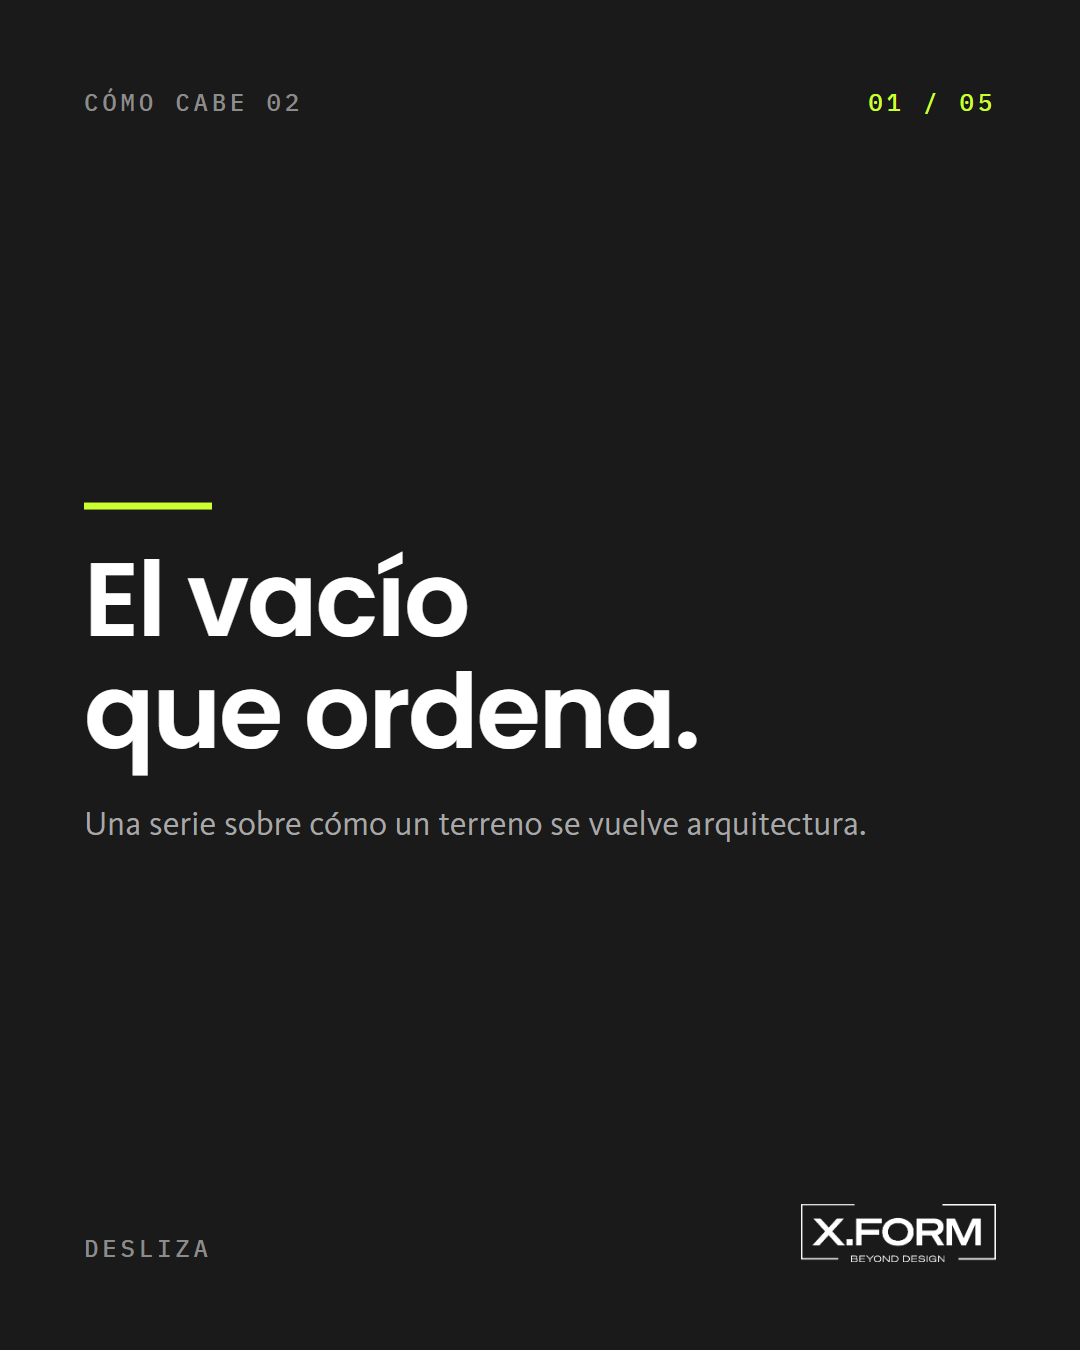 CÓMO CABE 02
01 / 05
El vacío
que ordena.
Una serie sobre cómo un terreno se vuelve arquitectura.
DESLIZA
X.FORM
BEYOND DESIGN